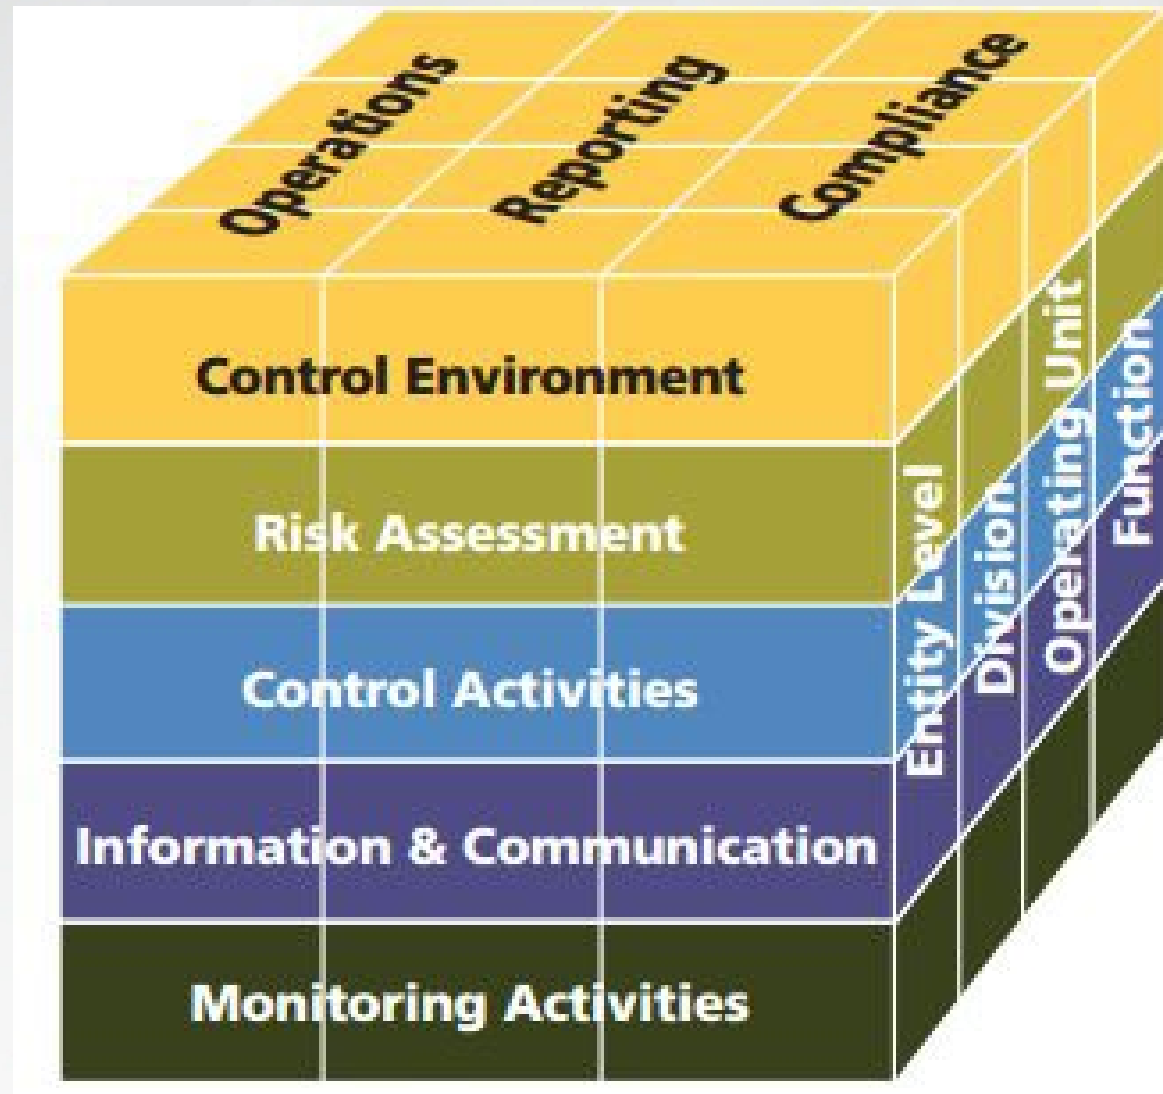 Operations
Reporting
Compliance
Control Environment
Risk Assessment
Control Activities
Information & Communication
Monitoring Activities
Entity Level
Division
Operating Unit
Function